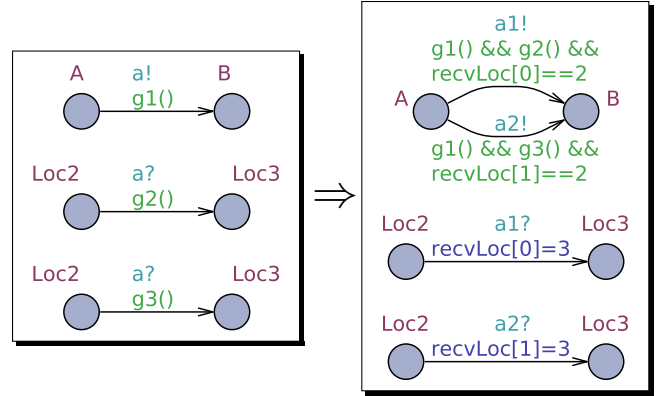 A a! B
g1()
Loc2 a? Loc3
g2()
Loc2 a? Loc3
g3()
⇒
a1!
g1() && g2() &&
recvLoc[0]==2
A B
a2!
g1() && g3() &&
recvLoc[1]==2
Loc2 a1? Loc3
recvLoc[0]=3
Loc2 a2? Loc3
recvLoc[1]=3